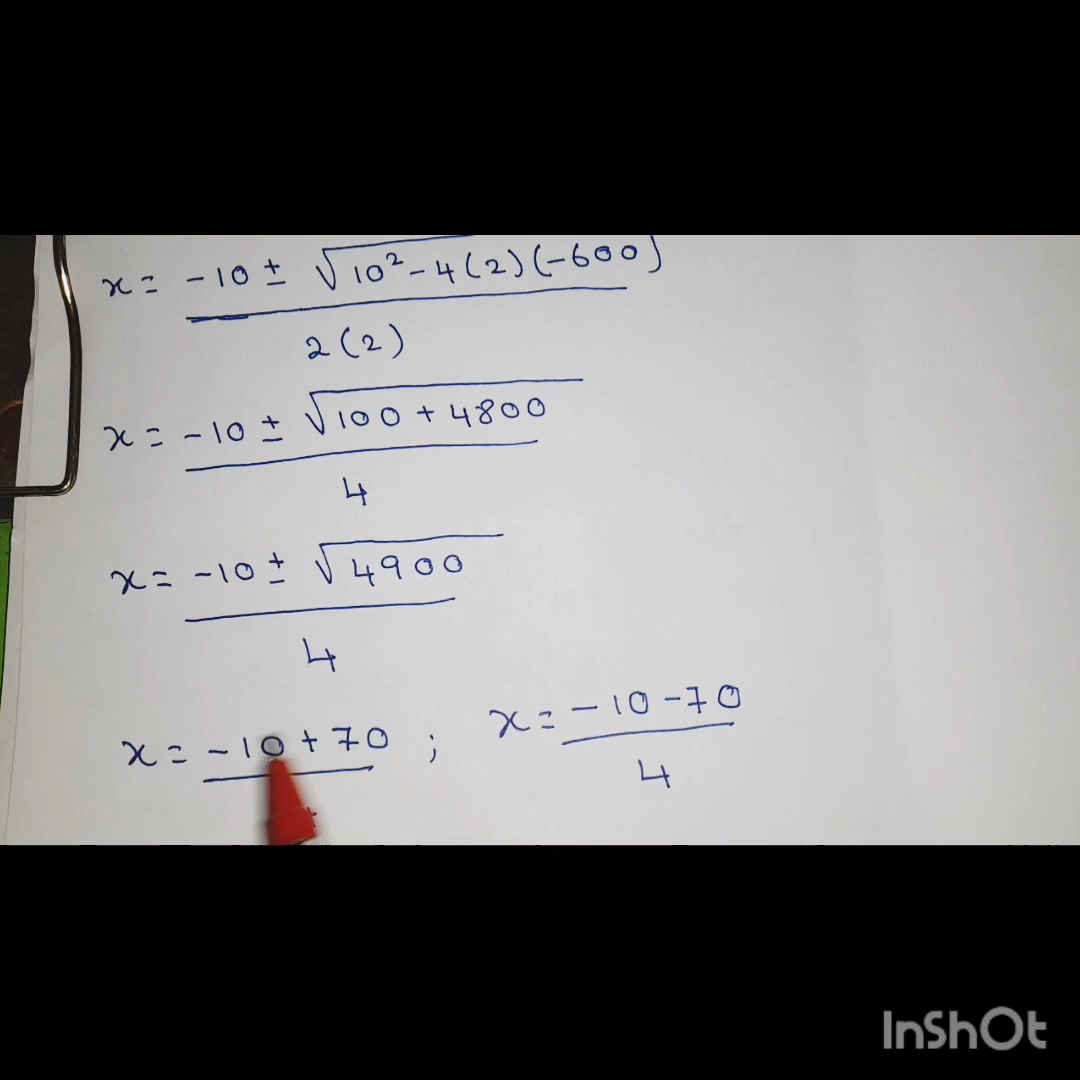 x = -10 ± √10² - 4(2)(-600)
2(2)
x = -10 ± √100 + 4800
4
x = -10 ± √4900
4
x = -10 + 70 ; x = -10 - 70
4
InShOt